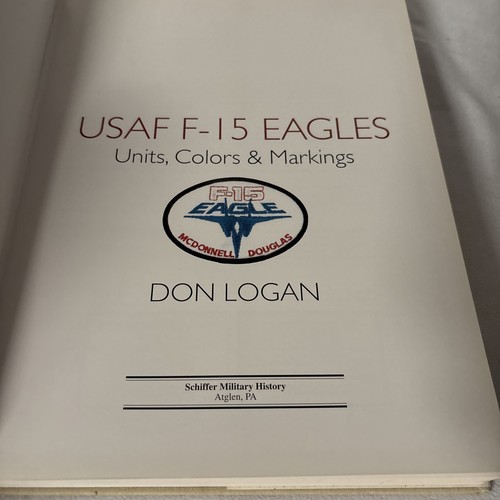 USAF F-15 EAGLES
Units, Colors & Markings
F-15
EAGLE
MCDONNELL DOUGLAS
DON LOGAN
Schiffer Military History
Atglen, PA